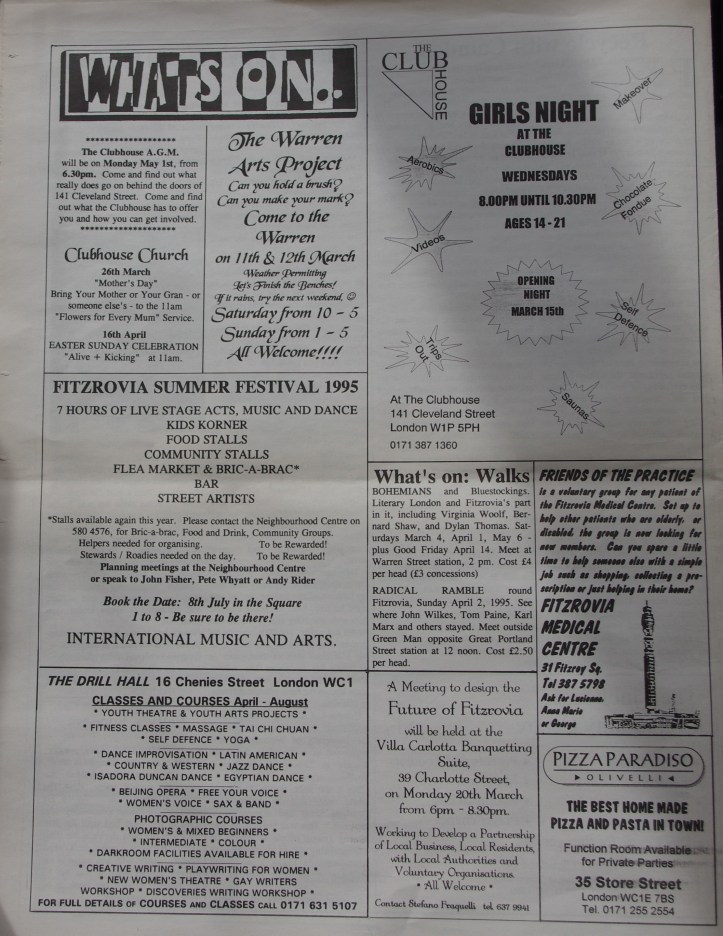 WHAT'S ON..
*******************
The Clubhouse A.G.M.
will be on Monday May 1st, from
6.30pm. Come and find out what
really does go on behind the doors of
141 Cleveland Street. Come and find
out what the Clubhouse has to offer
you and how you can get involved.
********************
Clubhouse Church
26th March
"Mother's Day"
Bring Your Mother or Your Gran - or
someone else's - to the 11am
"Flowers for Every Mum" Service.
16th April
EASTER SUNDAY CELEBRATION
"Alive + Kicking" at 11am.
The Warren
Arts Project
Can you hold a brush?
Can you make your mark?
Come to the
Warren
on 11th & 12th March
Weather Permitting
Let's Finish the Benches!
If it rains, try the next weekend, ☺
Saturday from 10 - 5
Sunday from 1 - 5
All Welcome!!!!
THE
CLUB
HOUSE
GIRLS NIGHT
AT THE
CLUBHOUSE
WEDNESDAYS
8.00PM UNTIL 10.30PM
AGES 14 - 21
Makeover
Aerobics
Chocolate
Fondue
Videos
OPENING
NIGHT
MARCH 15th
Self
Defence
Trips
Out
Saunas
At The Clubhouse
141 Cleveland Street
London W1P 5PH
0171 387 1360
FITZROVIA SUMMER FESTIVAL 1995
7 HOURS OF LIVE STAGE ACTS, MUSIC AND DANCE
KIDS KORNER
FOOD STALLS
COMMUNITY STALLS
FLEA MARKET & BRIC-A-BRAC*
BAR
STREET ARTISTS
*Stalls available again this year. Please contact the Neighbourhood Centre on
580 4576, for Bric-a-brac, Food and Drink, Community Groups.
Helpers needed for organising. To be Rewarded!
Stewards / Roadies needed on the day. To be Rewarded!
Planning meetings at the Neighbourhood Centre
or speak to John Fisher, Pete Whyatt or Andy Rider
Book the Date: 8th July in the Square
1 to 8 - Be sure to be there!
INTERNATIONAL MUSIC AND ARTS.
What's on: Walks
BOHEMIANS and Bluestockings.
Literary London and Fitzrovia's part
in it, including Virginia Woolf, Ber-
nard Shaw, and Dylan Thomas. Sat-
urdays March 4, April 1, May 6 -
plus Good Friday April 14. Meet at
Warren Street station, 2 pm. Cost £4
per head (£3 concessions)
RADICAL RAMBLE round
Fitzrovia, Sunday April 2, 1995. See
where John Wilkes, Tom Paine, Karl
Marx and others stayed. Meet outside
Green Man opposite Great Portland
Street station at 12 noon. Cost £2.50
per head.
FRIENDS OF THE PRACTICE
is a voluntary group for any patient of
the Fitzrovia Medical Centre. Set up to
help other patients who are elderly, or
disabled, the group is now looking for
new members. Can you spare a little
time to help someone else with a simple
job such as shopping, collecting a pre-
scription or just helping in their home?
FITZROVIA
MEDICAL
CENTRE
31 Fitzroy Sq.
Tel 387 5798
Ask for Lucienne,
Anna Marie
or George
THE DRILL HALL 16 Chenies Street London WC1
CLASSES AND COURSES April - August
* YOUTH THEATRE & YOUTH ARTS PROJECTS *
* FITNESS CLASSES * MASSAGE * TAI CHI CHUAN *
* SELF DEFENCE * YOGA *
* DANCE IMPROVISATION * LATIN AMERICAN *
* COUNTRY & WESTERN * JAZZ DANCE *
* ISADORA DUNCAN DANCE * EGYPTIAN DANCE *
* BEIJING OPERA * FREE YOUR VOICE *
* WOMEN'S VOICE * SAX & BAND *
PHOTOGRAPHIC COURSES
* WOMEN'S & MIXED BEGINNERS *
* INTERMEDIATE * COLOUR *
* DARKROOM FACILITIES AVAILABLE FOR HIRE *
* CREATIVE WRITING * PLAYWRITING FOR WOMEN *
* NEW WOMEN'S THEATRE * GAY WRITERS
WORKSHOP * DISCOVERIES WRITING WORKSHOP *
FOR FULL DETAILS OF COURSES AND CLASSES CALL 0171 631 5107
A Meeting to design the
Future of Fitzrovia
will be held at the
Villa Carlotta Banquetting
Suite,
39 Charlotte Street,
on Monday 20th March
from 6pm - 8.30pm.
Working to Develop a Partnership
of Local Business, Local Residents,
with Local Authorities and
Voluntary Organisations.
* All Welcome *
Contact Stefano Fraquelli tel. 637 9941
PIZZA PARADISO
OLIVELLI
THE BEST HOME MADE
PIZZA AND PASTA IN TOWN!
Function Room Available
for Private Parties
35 Store Street
London WC1E 7BS
Tel. 0171 255 2554